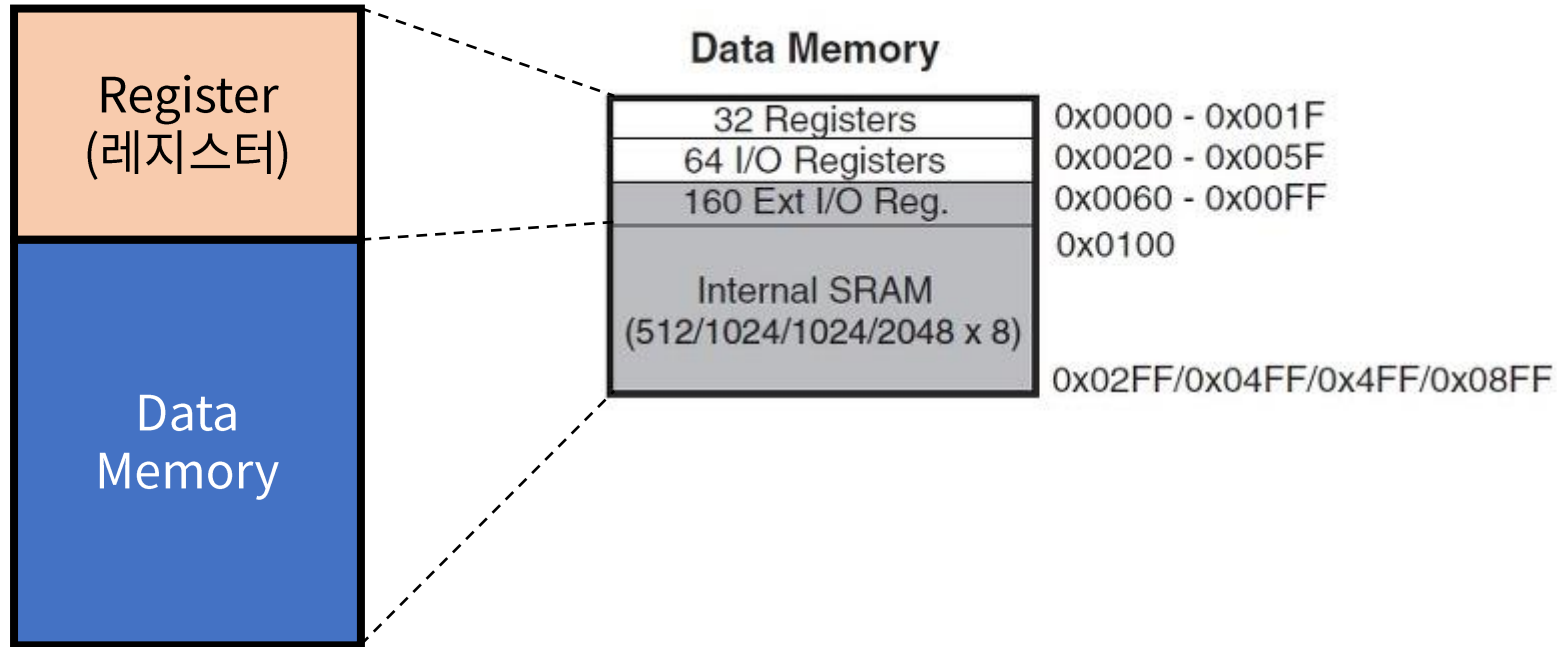 Register
(레지스터)
Data
Memory
Data Memory
32 Registers
0x0000 - 0x001F
64 I/O Registers
0x0020 - 0x005F
160 Ext I/O Reg.
0x0060 - 0x00FF
0x0100
Internal SRAM
(512/1024/1024/2048 x 8)
0x02FF/0x04FF/0x4FF/0x08FF